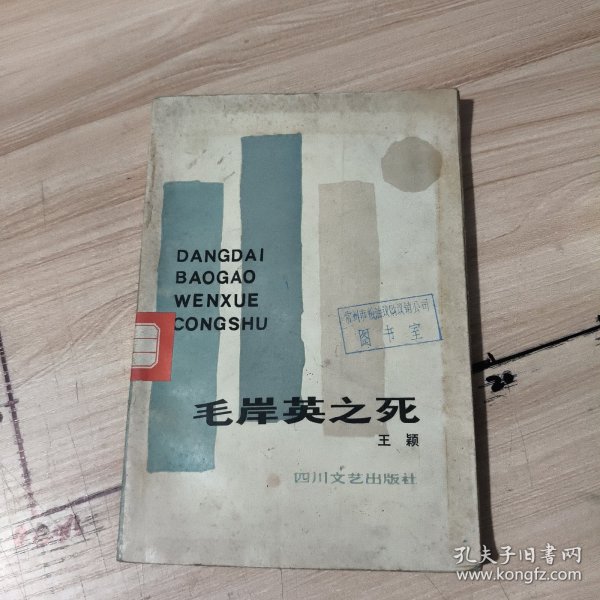 DANGDAI
BAOGAO
WENXUE
CONGSHU
图书室
毛岸英之死
王颖
四川文艺出版社
孔夫子旧书网
www.kongfz.com